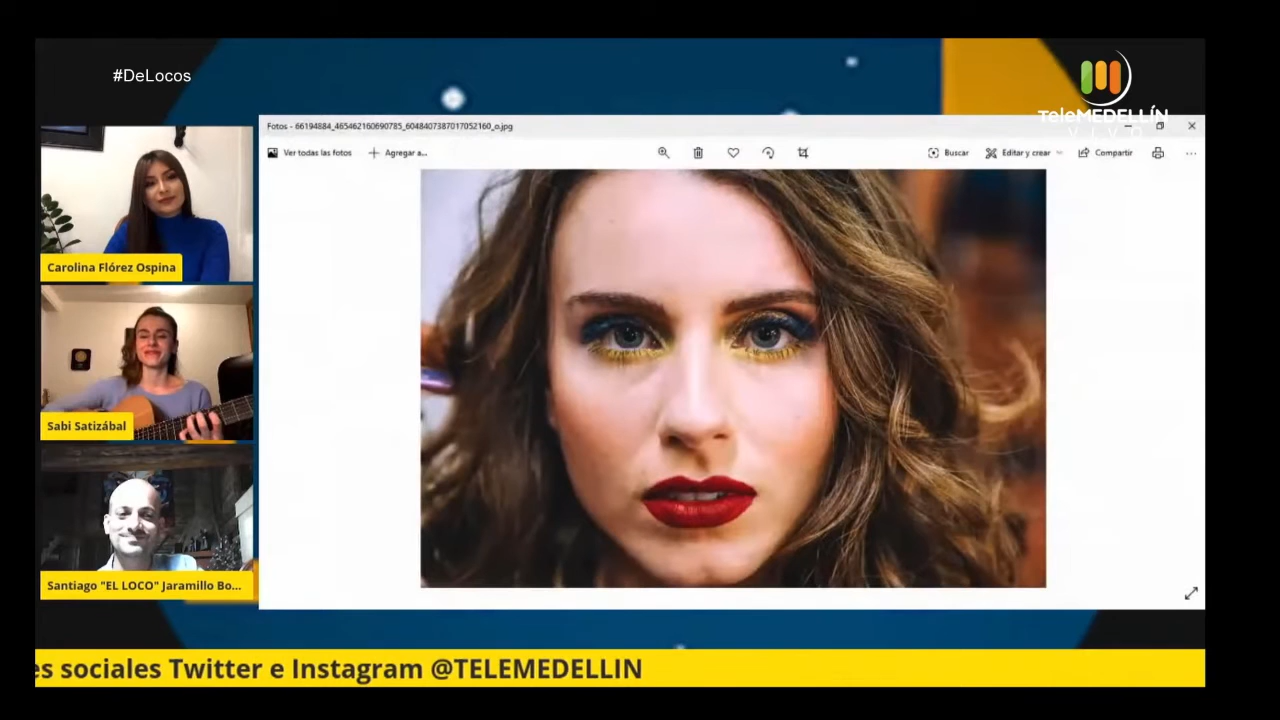 #DeLocos
TeleMEDELLÍN
VIVO
Fotos - 66194884_465462160690785_6048407387017052160_o.jpg
Ver todas las fotos
Agregar a...
Buscar
Editar y crear
Compartir
Carolina Flórez Ospina
Sabi Satizábal
Santiago "EL LOCO" Jaramillo Bo...
es sociales Twitter e Instagram @TELEMEDELLIN